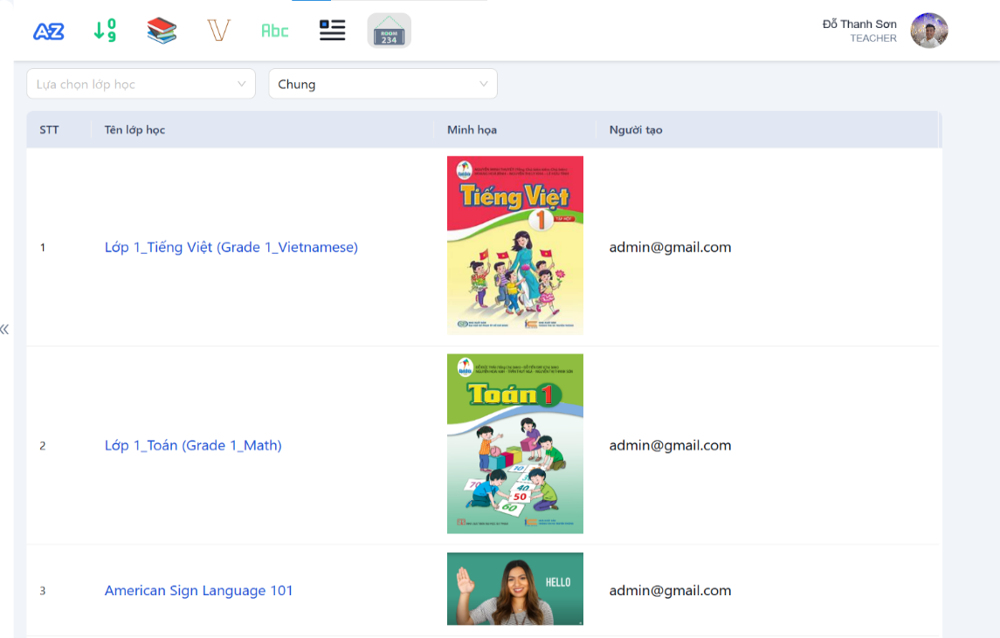 AZ
0
9
Abc
ROOM
234
Đỗ Thanh Sơn
TEACHER
Lựa chọn lớp học
Chung
STT
Tên lớp học
Minh họa
Người tạo
Tiếng Việt
1
1
Lớp 1_Tiếng Việt (Grade 1_Vietnamese)
admin@gmail.com
Toán 1
2
Lớp 1_Toán (Grade 1_Math)
admin@gmail.com
10
40
50
60
3
American Sign Language 101
HELLO
admin@gmail.com